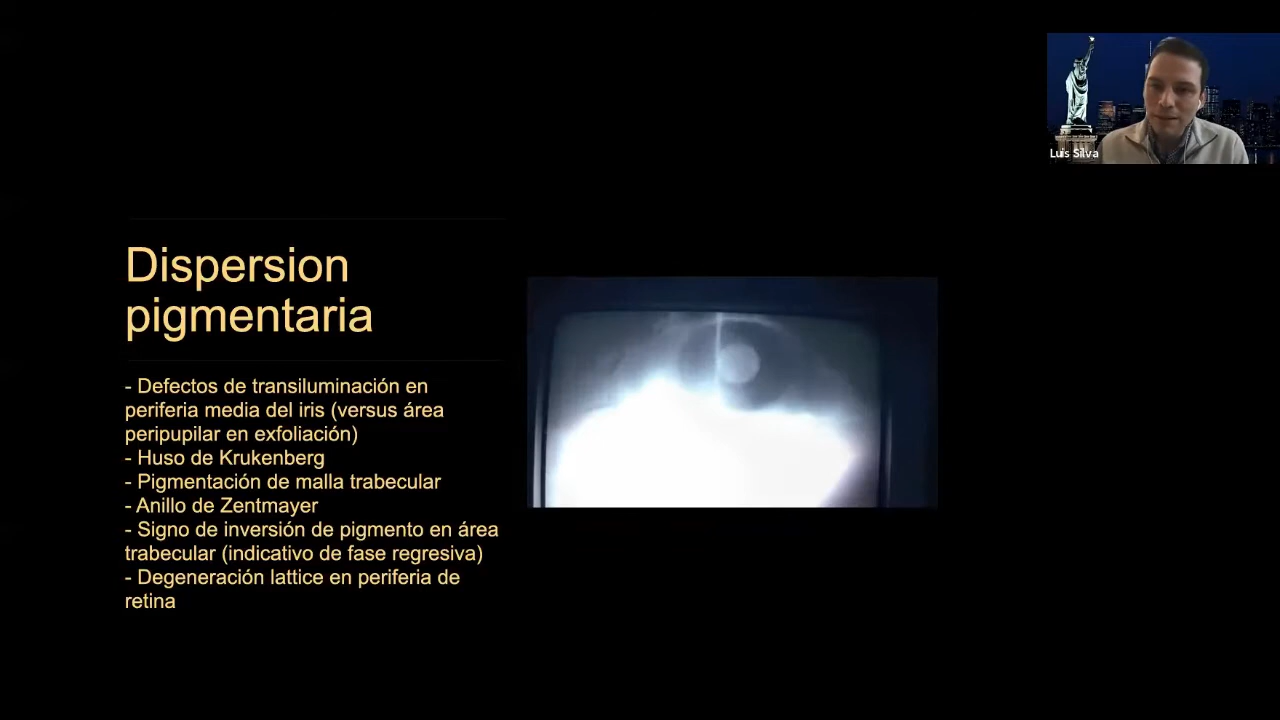 Luis Silva
Dispersion
pigmentaria
- Defectos de transiluminación en
periferia media del iris (versus área
peripupilar en exfoliación)
- Huso de Krukenberg
- Pigmentación de malla trabecular
- Anillo de Zentmayer
- Signo de inversión de pigmento en área
trabecular (indicativo de fase regresiva)
- Degeneración lattice en periferia de
retina